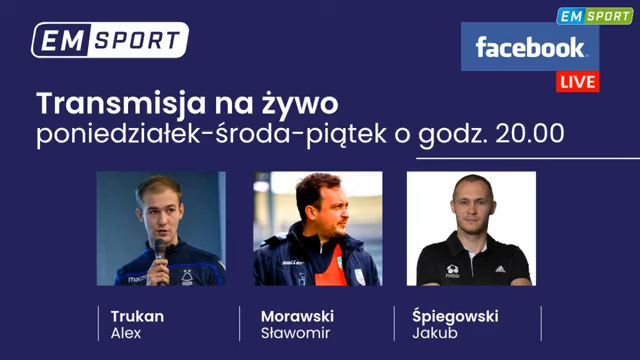 EM SPORT
EM SPORT
facebook
LIVE
Transmisja na żywo
poniedziałek-środa-piątek o godz. 20.00
Trukan
Alex
Morawski
Sławomir
Śpiegowski
Jakub